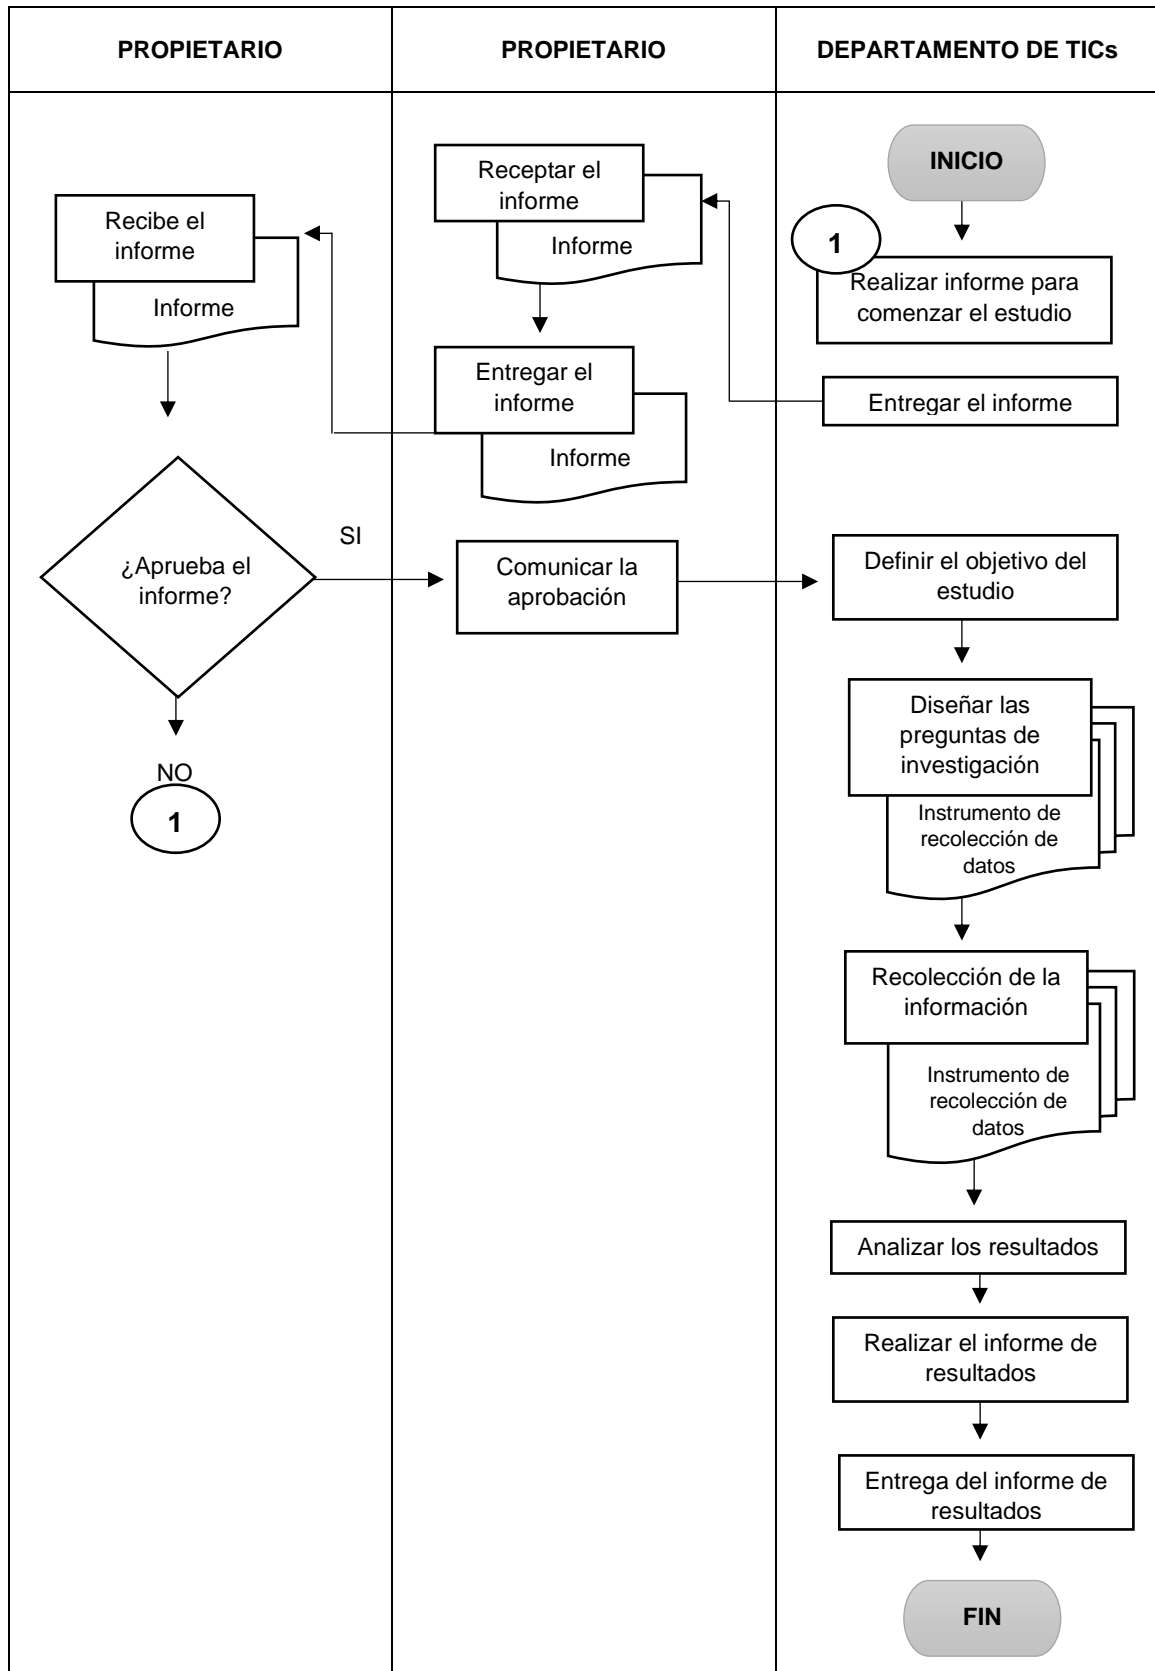 PROPIETARIO
PROPIETARIO
DEPARTAMENTO DE TICs
Recibe el
informe
Informe
¿Aprueba el
informe?
SI
NO
1
Receptar el
informe
Informe
Entregar el
informe
Informe
Comunicar la
aprobación
INICIO
1
Realizar informe para
comenzar el estudio
Entregar el informe
Definir el objetivo del
estudio
Diseñar las
preguntas de
investigación
Instrumento de
recolección de
datos
Recolección de la
información
Instrumento de
recolección de
datos
Analizar los resultados
Realizar el informe de
resultados
Entrega del informe de
resultados
FIN